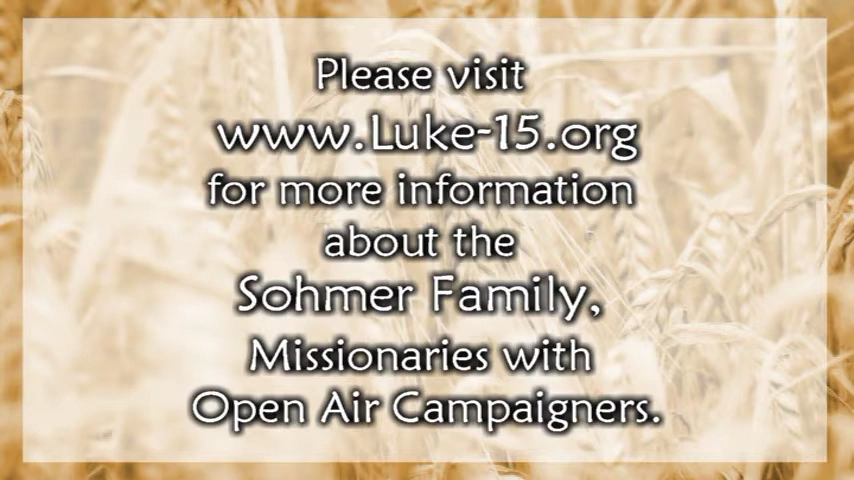 Please visit
www.Luke-15.org
for more information
about the
Sohmer Family,
Missionaries with
Open Air Campaigners.